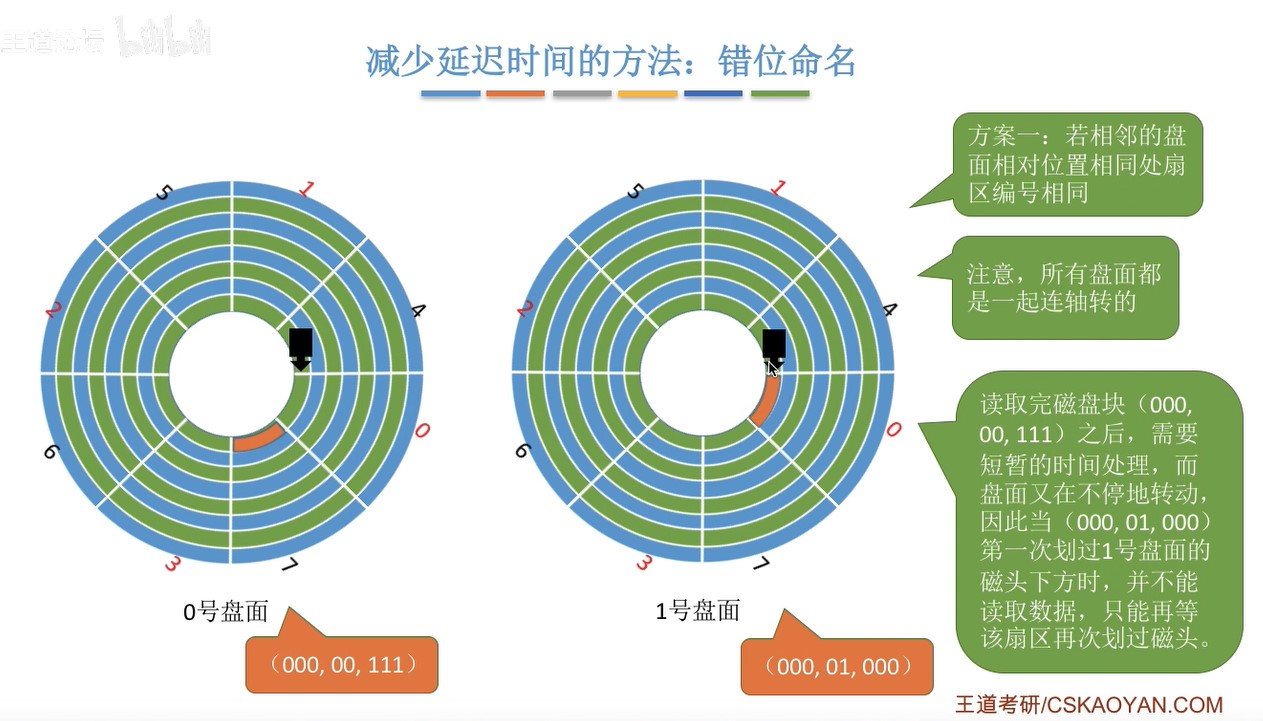 王道论坛 bilibili
减少延迟时间的方法：错位命名
方案一：若相邻的盘
面相对位置相同处扇
区编号相同
注意，所有盘面都
是一起连轴转的
读取完磁盘块（000,
00, 111）之后，需要
短暂的时间处理，而
盘面又在不停地转动，
因此当（000, 01, 000）
第一次划过1号盘面的
磁头下方时，并不能
读取数据，只能再等
该扇区再次划过磁头。
5
1
2
4
6
0
3
7
0号盘面
（000, 00, 111）
5
1
2
4
6
0
3
7
1号盘面
（000, 01, 000）
王道考研/CSKAOYAN.COM